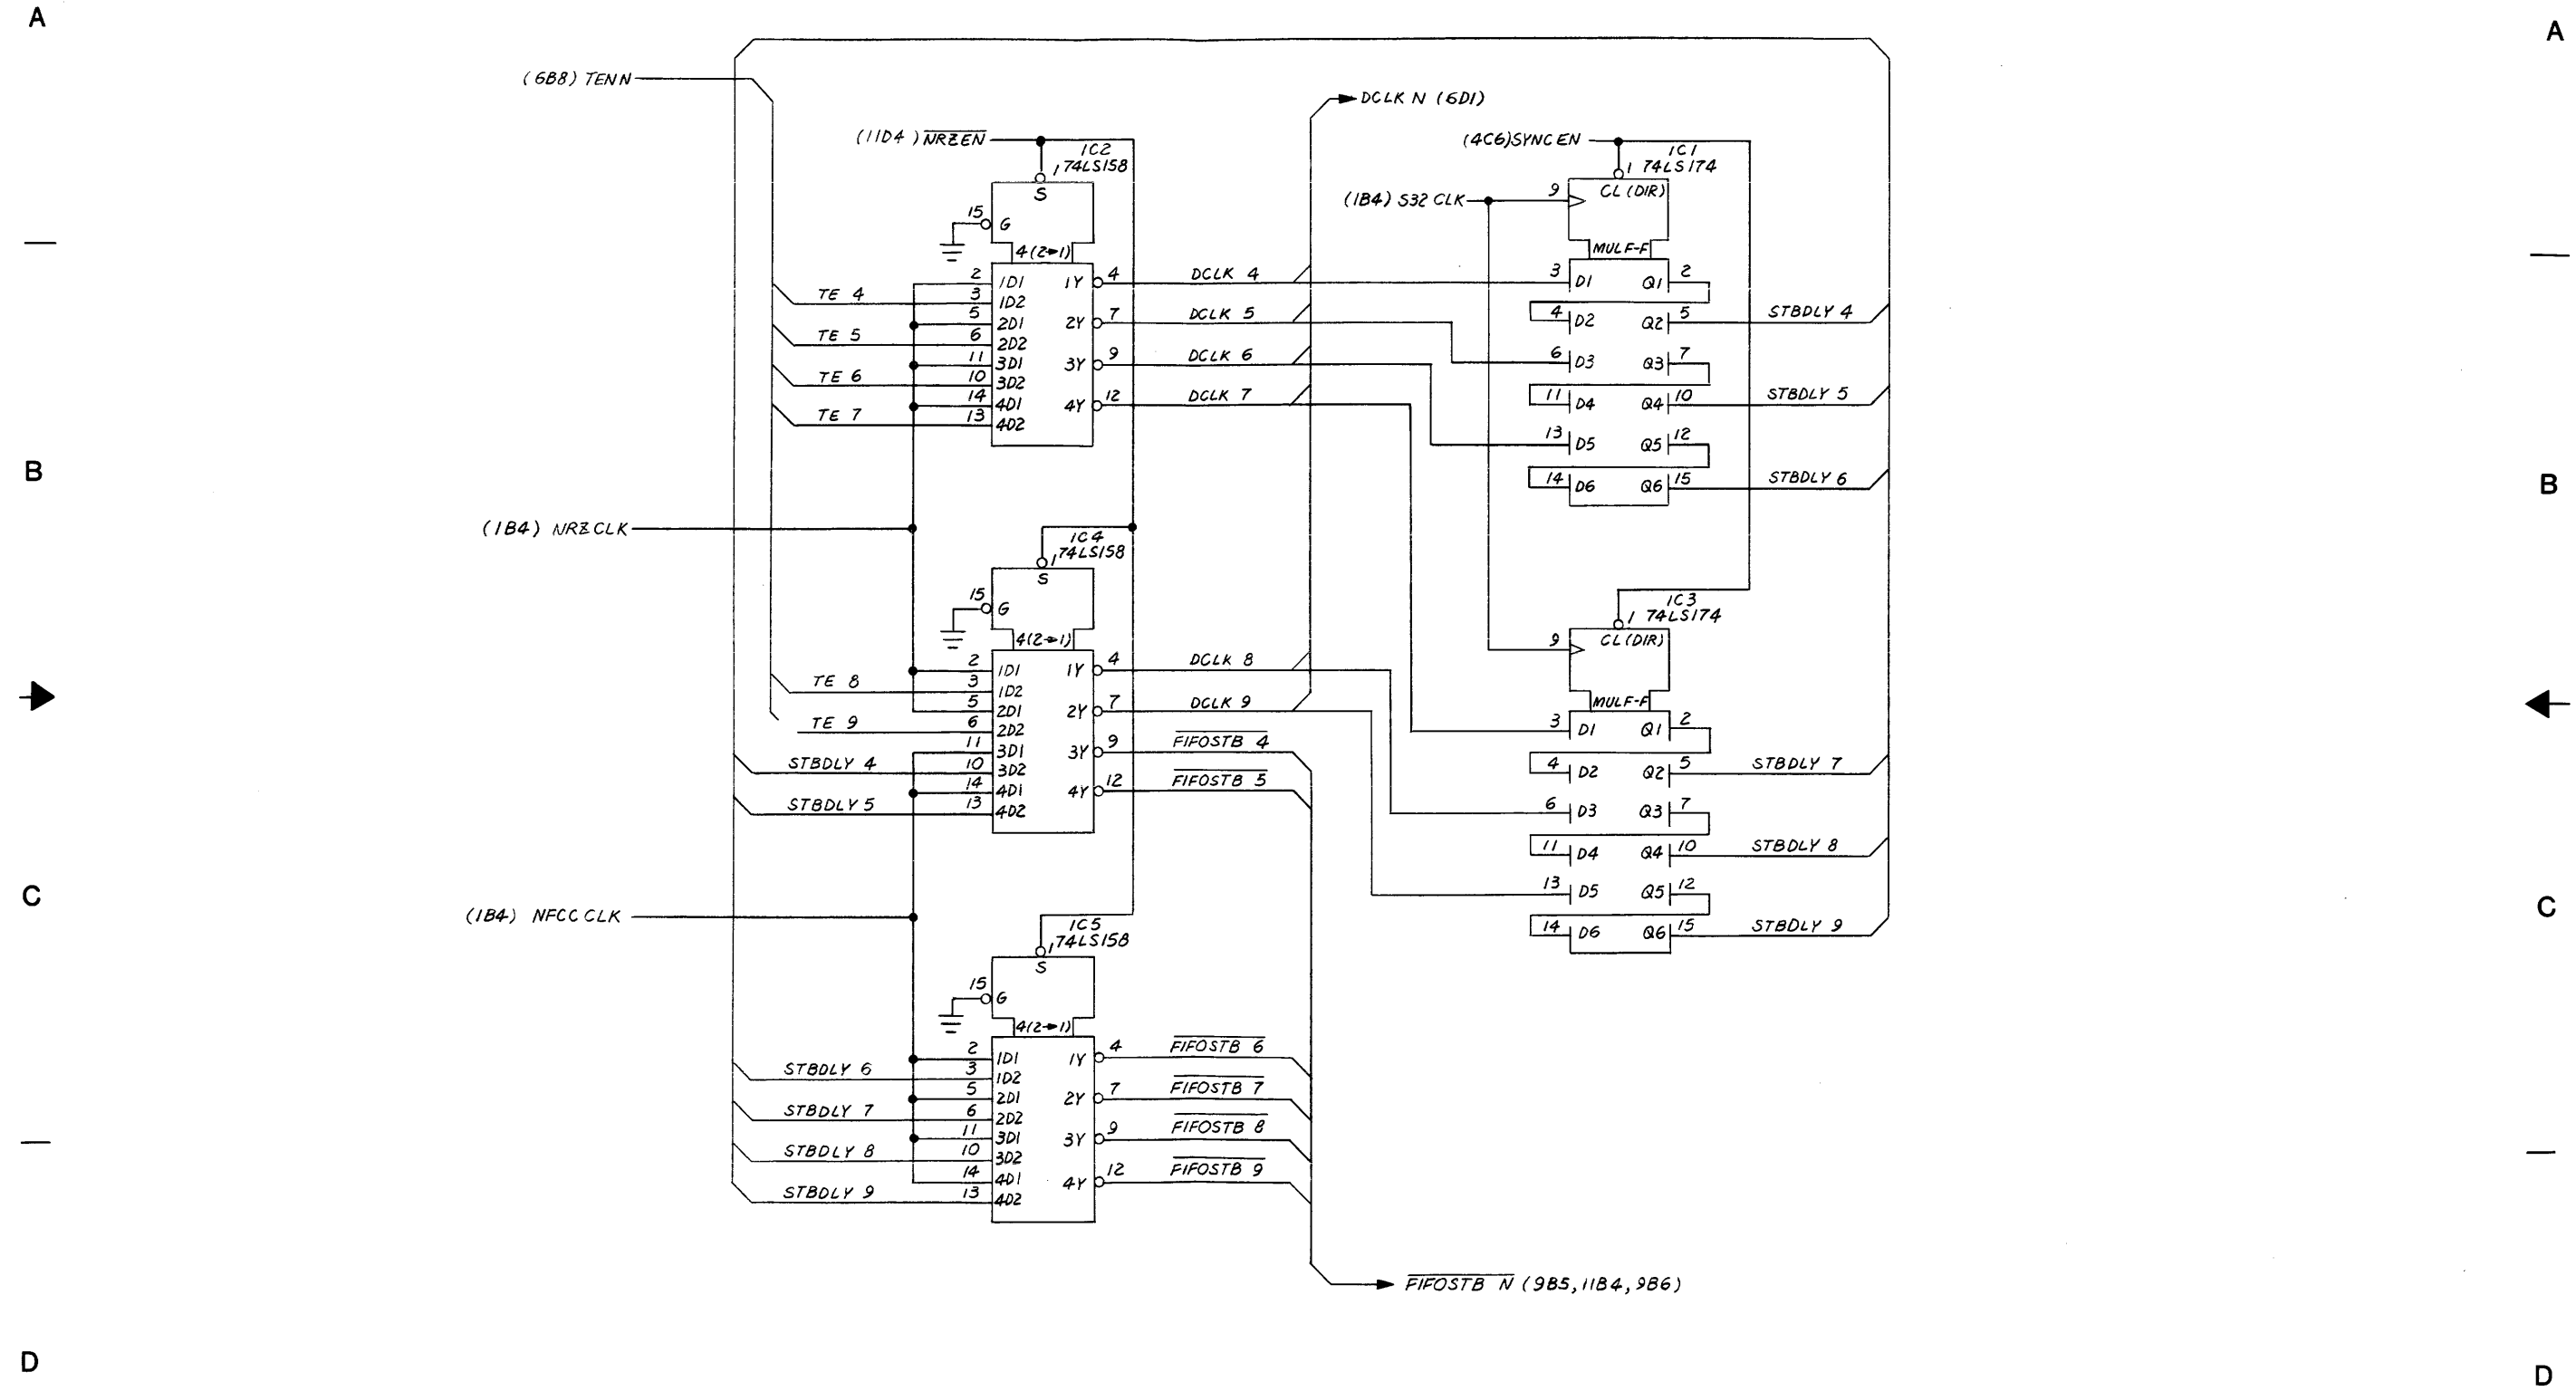 A
A
(6B8) TENN
DCLK N (6D1)
(11D4) NRZEN
(4C6) SYNCEN
IC2
74LS158
1
S
15
G
4(2→1)
IC1
74LS174
1
(1B4) S32 CLK
9
CL (DIR)
MULF-F
2 1D1
TE 4 3 1D2
5 2D1
TE 5 6 2D2
11 3D1
TE 6 10 3D2
14 4D1
TE 7 13 4D2
1Y 4 DCLK 4
2Y 7 DCLK 5
3Y 9 DCLK 6
4Y 12 DCLK 7
3 D1 Q1 2
4 D2 Q2 5 STBDLY 4
6 D3 Q3 7
11 D4 Q4 10 STBDLY 5
13 D5 Q5 12
14 D6 Q6 15 STBDLY 6
B
B
(1B4) NRZCLK
IC4
74LS158
1
S
15
G
4(2→1)
IC3
74LS174
1
9
CL (DIR)
MULF-F
2 1D1
TE 8 3 1D2
5 2D1
TE 9 6 2D2
11 3D1
STBDLY 4 10 3D2
14 4D1
STBDLY 5 13 4D2
1Y 4 DCLK 8
2Y 7 DCLK 9
3Y 9 FIFOSTB 4
4Y 12 FIFOSTB 5
3 D1 Q1 2
4 D2 Q2 5 STBDLY 7
6 D3 Q3 7
11 D4 Q4 10 STBDLY 8
13 D5 Q5 12
14 D6 Q6 15 STBDLY 9
C
C
(1B4) NFCC CLK
IC5
74LS158
1
S
15
G
4(2→1)
2 1D1
STBDLY 6 3 1D2
5 2D1
STBDLY 7 6 2D2
11 3D1
STBDLY 8 10 3D2
14 4D1
STBDLY 9 13 4D2
1Y 4 FIFOSTB 6
2Y 7 FIFOSTB 7
3Y 9 FIFOSTB 8
4Y 12 FIFOSTB 9
FIFOSTB N (9B5, 11B4, 9B6)
D
D